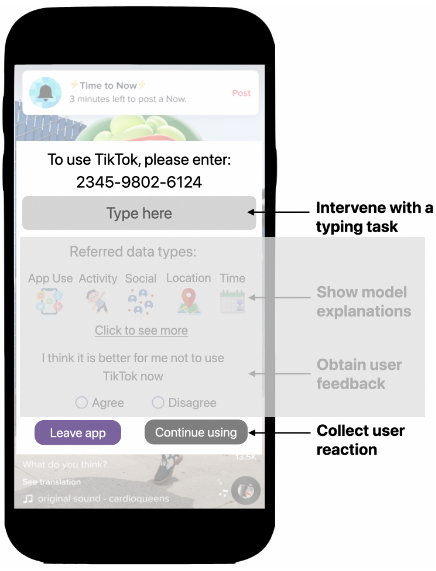 ⚡Time to Now⚡
3 minutes left to post a Now.
Post
To use TikTok, please enter:
2345-9802-6124
Type here
Intervene with a
typing task
Referred data types:
App Use Activity Social Location Time
Click to see more
Show model
explanations
I think it is better for me not to use
TikTok now
Agree Disagree
Obtain user
feedback
Leave app Continue using
Collect user
reaction
What do you think?
13.5K
See translation
original sound - cardioqueens